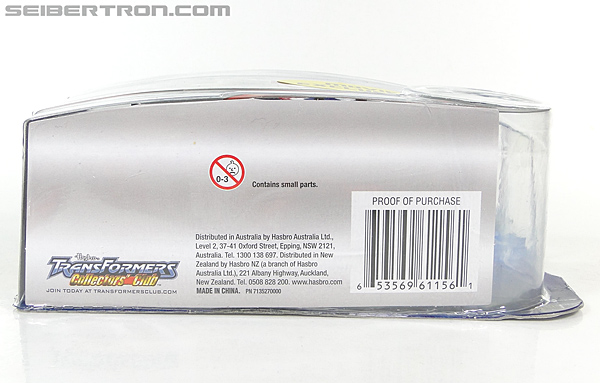 SEIBERTRON.COM
0-3
Contains small parts.
PROOF OF PURCHASE
6 53569 61156 1
Distributed in Australia by Hasbro Australia Ltd.,
Level 2, 37-41 Oxford Street, Epping, NSW 2121,
Australia. Tel. 1300 138 697. Distributed in New
Zealand by Hasbro NZ (a branch of Hasbro
Australia Ltd.), 221 Albany Highway, Auckland,
New Zealand. Tel. 0508 828 200. www.hasbro.com
MADE IN CHINA. PN 7135270000
Hasbro
TRANSFORMERS
Collectors Club
JOIN TODAY AT TRANSFORMERSCLUB.COM